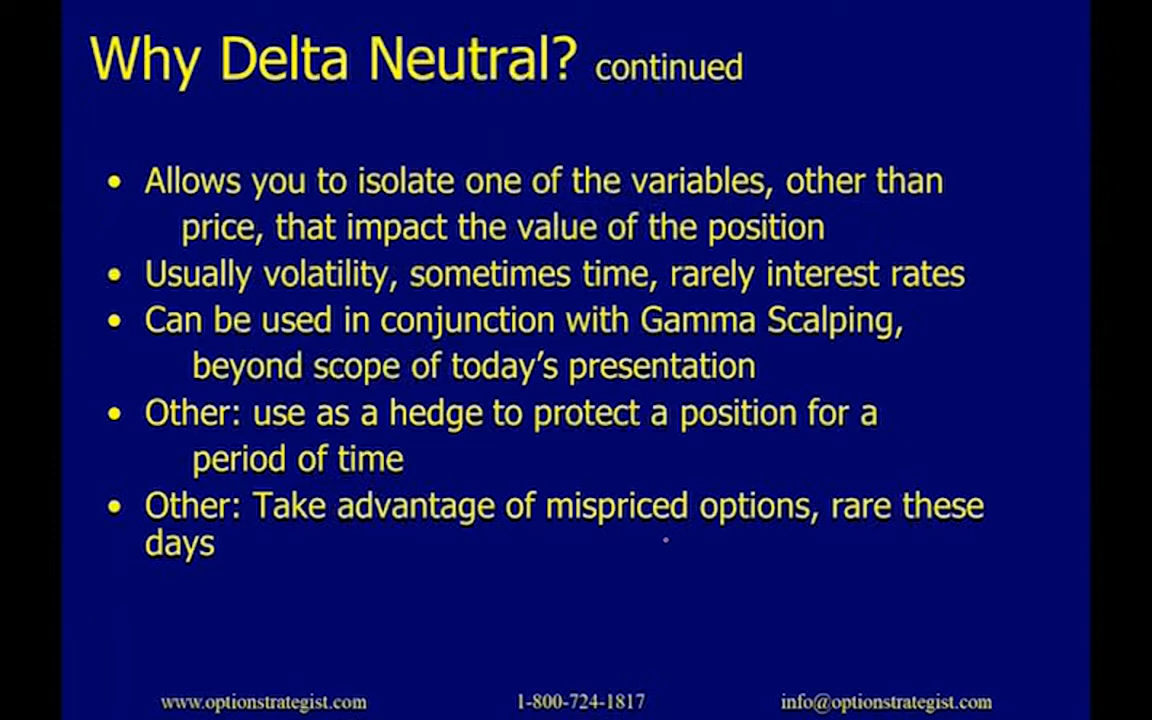 Why Delta Neutral? continued
• Allows you to isolate one of the variables, other than
price, that impact the value of the position
• Usually volatility, sometimes time, rarely interest rates
• Can be used in conjunction with Gamma Scalping,
beyond scope of today's presentation
• Other: use as a hedge to protect a position for a
period of time
• Other: Take advantage of mispriced options, rare these
days
www.optionstrategist.com 1-800-724-1817 info@optionstrategist.com